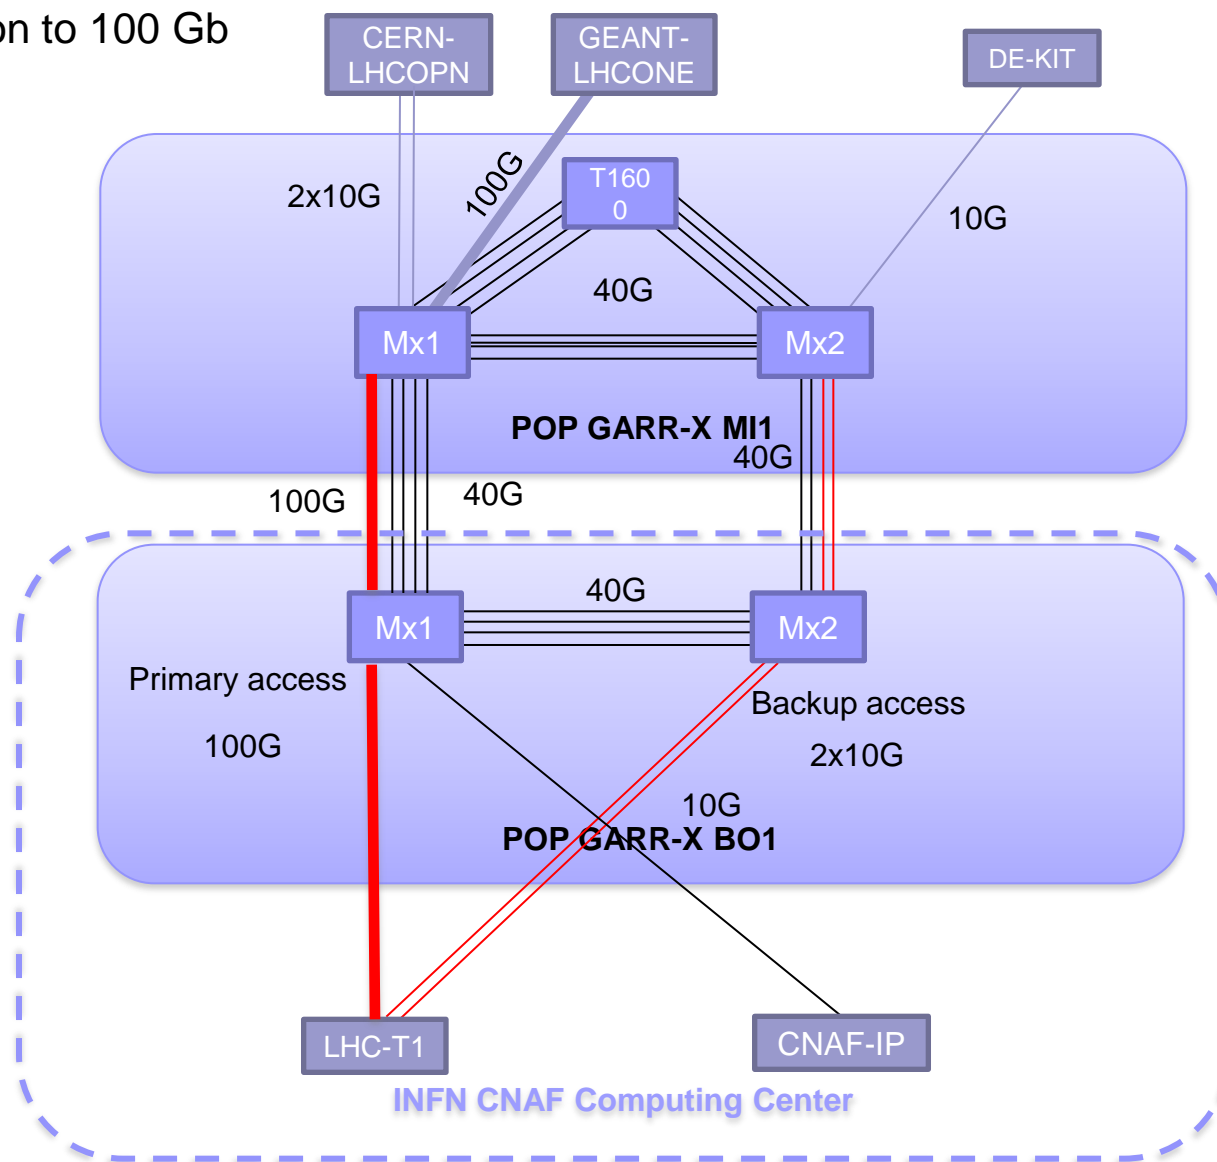 on to 100 Gb
CERN-
LHCOPN
GEANT-
LHCONE
DE-KIT
2x10G
100G
T160
0
10G
40G
Mx1
Mx2
POP GARR-X MI1
40G
100G
40G
40G
Mx1
Mx2
Primary access
Backup access
100G
2x10G
10G
POP GARR-X BO1
LHC-T1
CNAF-IP
INFN CNAF Computing Center